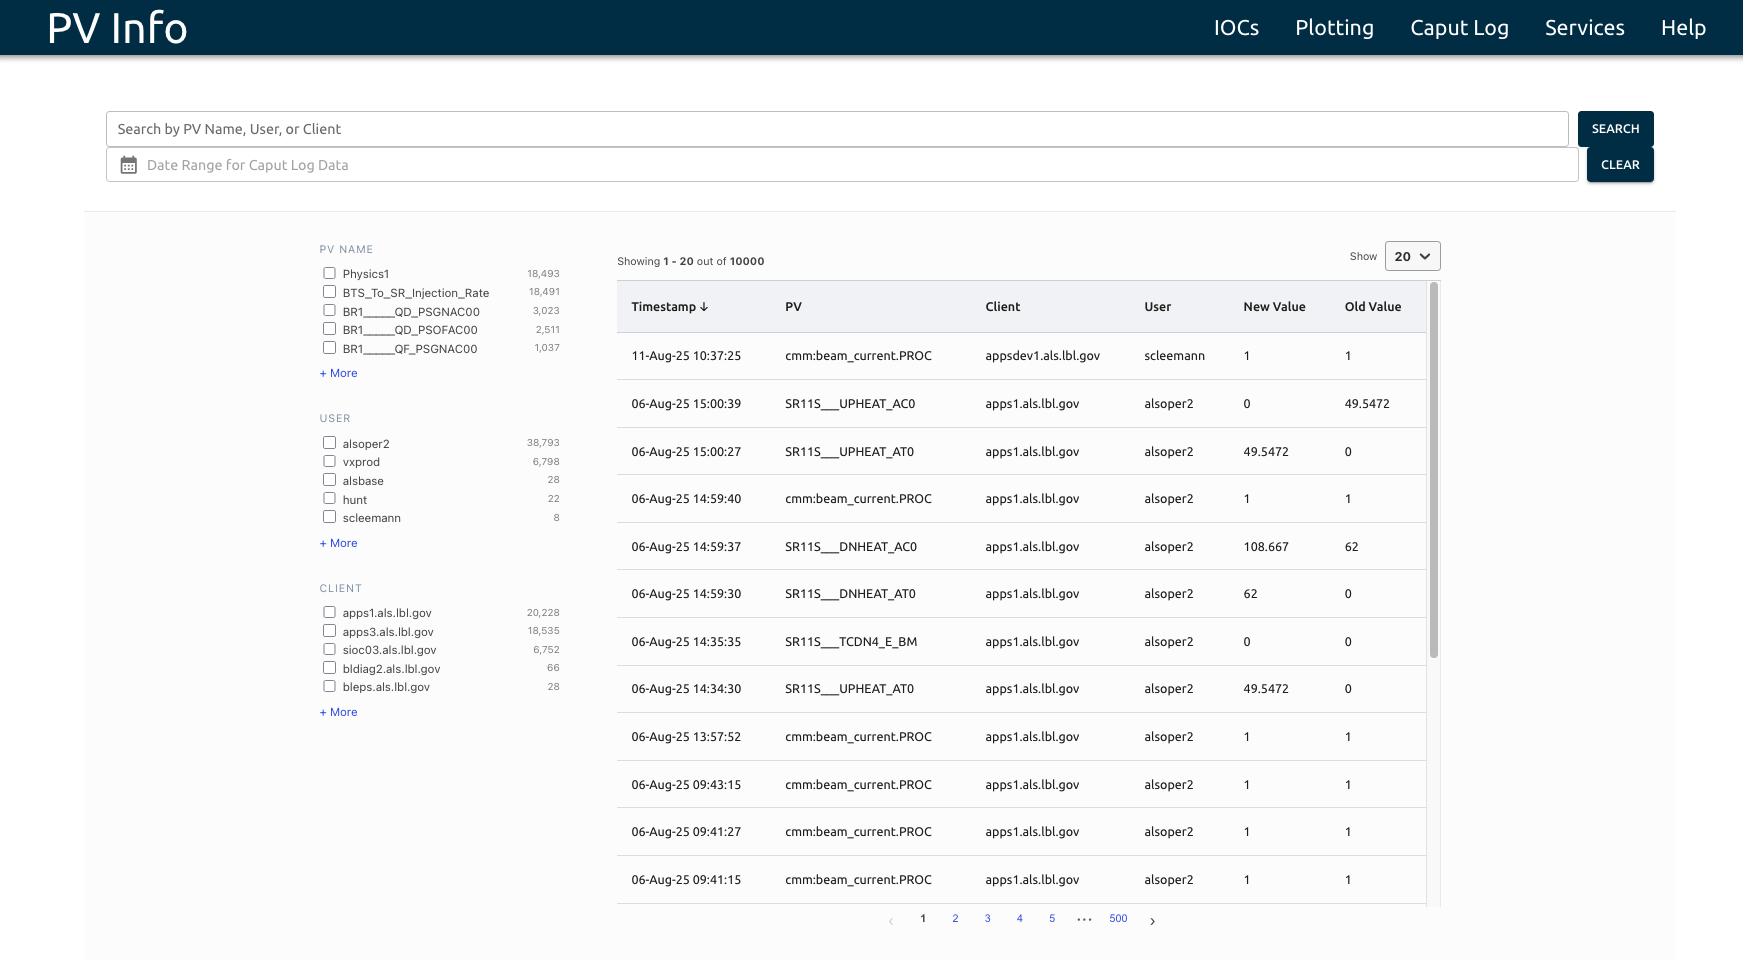 PV Info
IOCs Plotting Caput Log Services Help
Search by PV Name, User, or Client
SEARCH
Date Range for Caput Log Data
CLEAR
PV NAME
Physics1 18,493
BTS_To_SR_Injection_Rate 18,491
BR1_____QD_PSGNAC00 3,023
BR1_____QD_PSOFAC00 2,511
BR1_____QF_PSGNAC00 1,037
+ More
USER
alsoper2 38,793
vxprod 6,798
alsbase 28
hunt 22
scleemann 8
+ More
CLIENT
apps1.als.lbl.gov 20,228
apps3.als.lbl.gov 18,535
sioc03.als.lbl.gov 6,752
bldiag2.als.lbl.gov 66
bleps.als.lbl.gov 28
+ More
Showing 1 - 20 out of 10000
Show 20
Timestamp ↓ PV Client User New Value Old Value
11-Aug-25 10:37:25 cmm:beam_current.PROC appsdev1.als.lbl.gov scleemann 1 1
06-Aug-25 15:00:39 SR11S___UPHEAT_AC0 apps1.als.lbl.gov alsoper2 0 49.5472
06-Aug-25 15:00:27 SR11S___UPHEAT_AT0 apps1.als.lbl.gov alsoper2 49.5472 0
06-Aug-25 14:59:40 cmm:beam_current.PROC apps1.als.lbl.gov alsoper2 1 1
06-Aug-25 14:59:37 SR11S___DNHEAT_AC0 apps1.als.lbl.gov alsoper2 108.667 62
06-Aug-25 14:59:30 SR11S___DNHEAT_AT0 apps1.als.lbl.gov alsoper2 62 0
06-Aug-25 14:35:35 SR11S___TCDN4_E_BM apps1.als.lbl.gov alsoper2 0 0
06-Aug-25 14:34:30 SR11S___UPHEAT_AT0 apps1.als.lbl.gov alsoper2 49.5472 0
06-Aug-25 13:57:52 cmm:beam_current.PROC apps1.als.lbl.gov alsoper2 1 1
06-Aug-25 09:43:15 cmm:beam_current.PROC apps1.als.lbl.gov alsoper2 1 1
06-Aug-25 09:41:27 cmm:beam_current.PROC apps1.als.lbl.gov alsoper2 1 1
06-Aug-25 09:41:15 cmm:beam_current.PROC apps1.als.lbl.gov alsoper2 1 1
‹ 1 2 3 4 5 ••• 500 ›